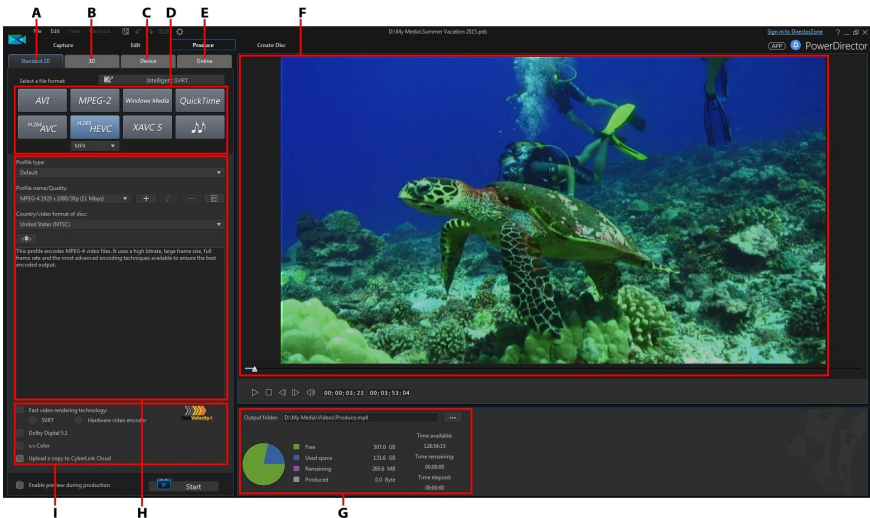 A B C D E F
File Edit View Playback
D:\My Media\Summer Vacation 2015.pds
Sign in to DirectorZone ?
Capture Edit Produce Create Disc
APP PowerDirector
Standard 2D 3D Device Online
Select a file format: Intelligent SVRT
AVI MPEG-2 Windows Media QuickTime
H.264 AVC H.265 HEVC XAVC S
MP4
Profile type:
Default
Profile name/Quality:
MPEG-4 1920 x 1080/30p (11 Mbps)
Country/video format of disc:
United States (NTSC)
This profile encodes MPEG-4 video files. It uses a high bitrate, large frame size, full
frame rate and the most advanced encoding techniques available to ensure the best
encoded output.
00;00;03;23 00;03;53;04
Fast video rendering technology:
SVRT Hardware video encoder
Dolby Digital 5.1
x.v.Color
Upload a copy to CyberLink Cloud
Enable preview during production
Start
Output folder: D:\My Media\Videos\Produce.mp4 ...
Free 507.0 GB
Used space 131.6 GB
Remaining 260.6 MB
Produced 0.0 Byte
Time available:
128:54:15
Time remaining:
00:00:00
Time elapsed:
00:00:00
I H G